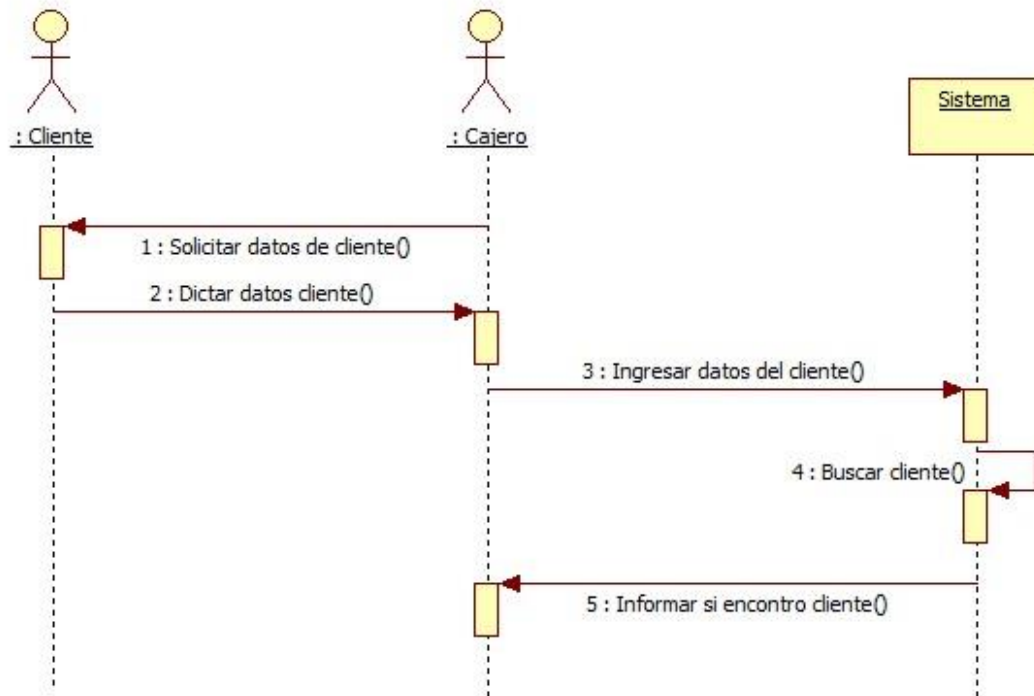 : Cliente
: Cajero
Sistema
1 : Solicitar datos de cliente()
2 : Dictar datos cliente()
3 : Ingresar datos del cliente()
4 : Buscar cliente()
5 : Informar si encontro cliente()